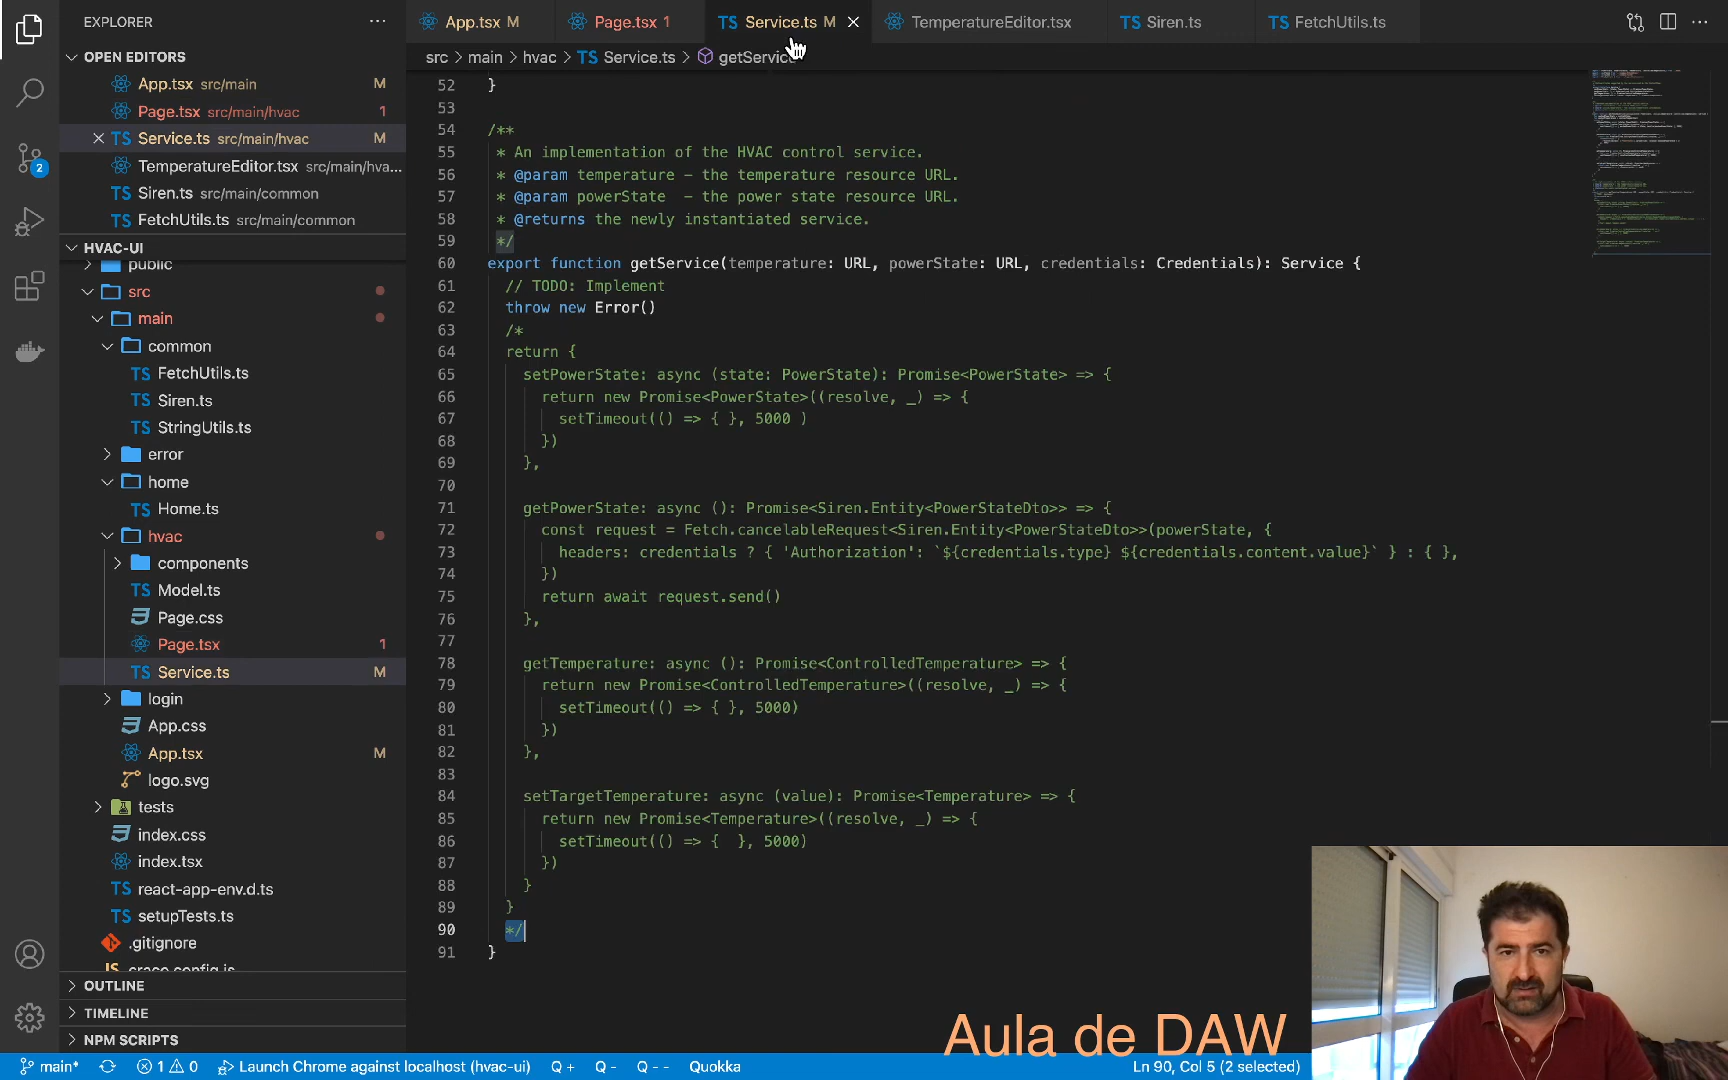 EXPLORER
OPEN EDITORS
App.tsx src/main M
Page.tsx src/main/hvac 1
Service.ts src/main/hvac M
TemperatureEditor.tsx src/main/hva...
Siren.ts src/main/common
FetchUtils.ts src/main/common
2
HVAC-UI
public
src
main
common
FetchUtils.ts
Siren.ts
StringUtils.ts
error
home
Home.ts
hvac
components
Model.ts
Page.css
Page.tsx 1
Service.ts M
login
App.css
App.tsx M
logo.svg
tests
index.css
index.tsx
react-app-env.d.ts
setupTests.ts
.gitignore
craco.config.js
OUTLINE
TIMELINE
NPM SCRIPTS
App.tsx M
Page.tsx 1
TS Service.ts M
TemperatureEditor.tsx
TS Siren.ts
TS FetchUtils.ts
src > main > hvac > TS Service.ts > getService
52 }
53
54 /**
55 * An implementation of the HVAC control service.
56 * @param temperature - the temperature resource URL.
57 * @param powerState - the power state resource URL.
58 * @returns the newly instantiated service.
59 */
60 export function getService(temperature: URL, powerState: URL, credentials: Credentials): Service {
61 // TODO: Implement
62 throw new Error()
63 /*
64 return {
65 setPowerState: async (state: PowerState): Promise<PowerState> => {
66 return new Promise<PowerState>((resolve, _) => {
67 setTimeout(() => { }, 5000 )
68 })
69 },
70
71 getPowerState: async (): Promise<Siren.Entity<PowerStateDto>> => {
72 const request = Fetch.cancelableRequest<Siren.Entity<PowerStateDto>>(powerState, {
73 headers: credentials ? { 'Authorization': `${credentials.type} ${credentials.content.value}` } : { },
74 })
75 return await request.send()
76 },
77
78 getTemperature: async (): Promise<ControlledTemperature> => {
79 return new Promise<ControlledTemperature>((resolve, _) => {
80 setTimeout(() => { }, 5000)
81 })
82 },
83
84 setTargetTemperature: async (value): Promise<Temperature> => {
85 return new Promise<Temperature>((resolve, _) => {
86 setTimeout(() => {  }, 5000)
87 })
88 }
89 }
90 */
91 }
Aula de DAW
main* 1 0 Launch Chrome against localhost (hvac-ui) Q + Q - Q - - Quokka Ln 90, Col 5 (2 selected)